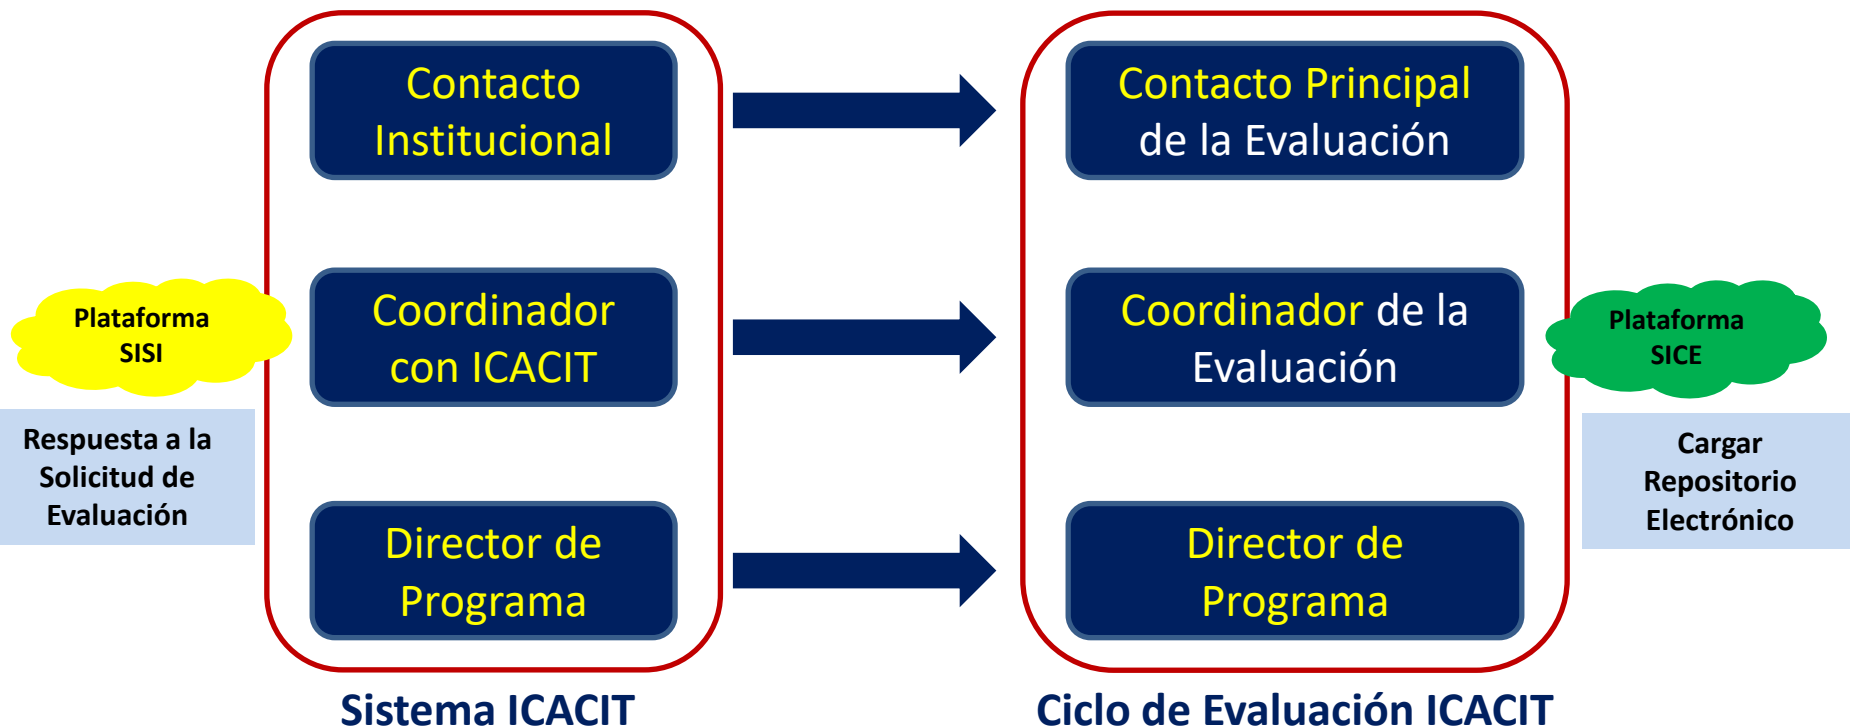 Contacto
Institucional
Contacto Principal
de la Evaluación
Plataforma
SISI
Coordinador
con ICACIT
Coordinador de la
Evaluación
Plataforma
SICE
Respuesta a la
Solicitud de
Evaluación
Cargar
Repositorio
Electrónico
Director de
Programa
Director de
Programa
Sistema ICACIT
Ciclo de Evaluación ICACIT